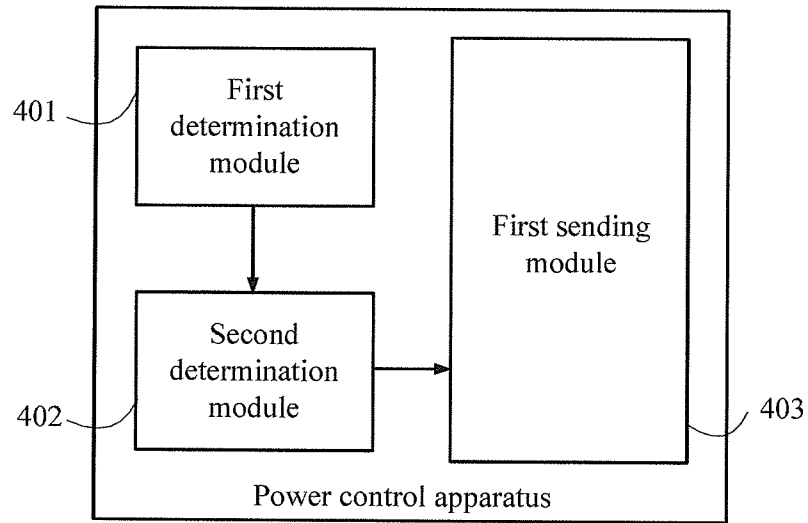 401
First
determination
module
First sending
module
Second
determination
module
402
403
Power control apparatus